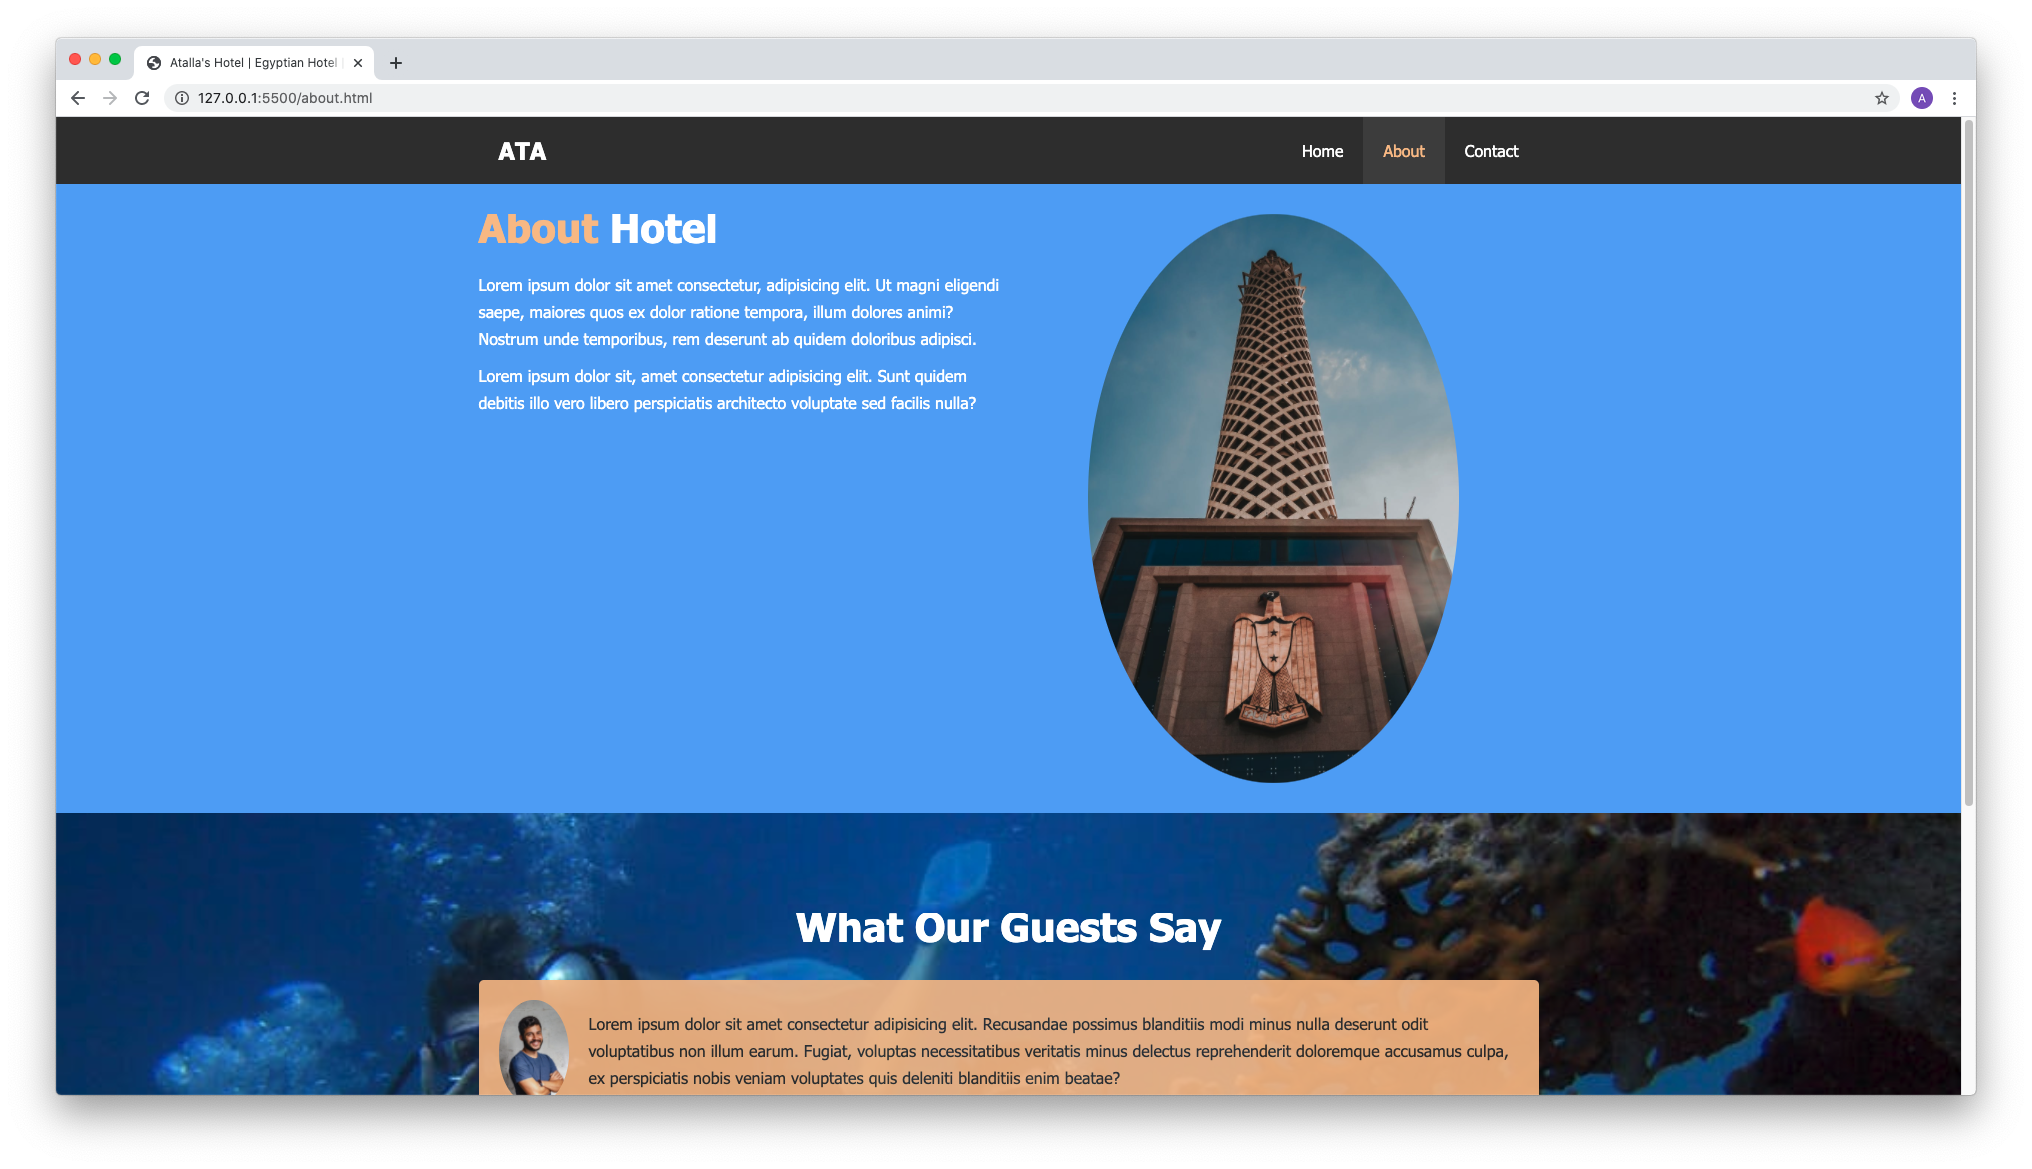 Atalla's Hotel | Egyptian Hotel
127.0.0.1:5500/about.html
A
ATA
Home
About
Contact
About Hotel
Lorem ipsum dolor sit amet consectetur, adipisicing elit. Ut magni eligendi
saepe, maiores quos ex dolor ratione tempora, illum dolores animi?
Nostrum unde temporibus, rem deserunt ab quidem doloribus adipisci.
Lorem ipsum dolor sit, amet consectetur adipisicing elit. Sunt quidem
debitis illo vero libero perspiciatis architecto voluptate sed facilis nulla?
What Our Guests Say
Lorem ipsum dolor sit amet consectetur adipisicing elit. Recusandae possimus blanditiis modi minus nulla deserunt odit
voluptatibus non illum earum. Fugiat, voluptas necessitatibus veritatis minus delectus reprehenderit doloremque accusamus culpa,
ex perspiciatis nobis veniam voluptates quis deleniti blanditiis enim beatae?